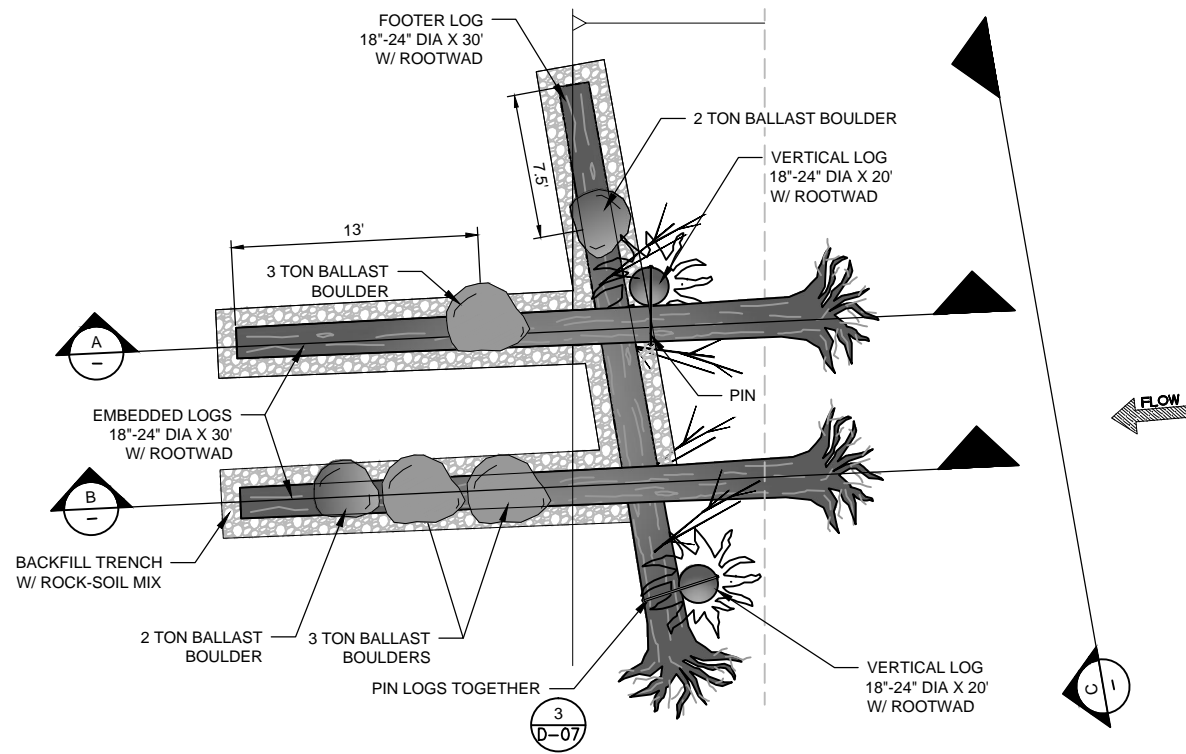 FOOTER LOG
18"-24" DIA X 30'
W/ ROOTWAD
2 TON BALLAST BOULDER
VERTICAL LOG
18"-24" DIA X 20'
W/ ROOTWAD
7.5'
13'
3 TON BALLAST
BOULDER
A
-
PIN
EMBEDDED LOGS
18"-24" DIA X 30'
W/ ROOTWAD
FLOW
B
-
BACKFILL TRENCH
W/ ROCK-SOIL MIX
2 TON BALLAST
BOULDER
3 TON BALLAST
BOULDERS
PIN LOGS TOGETHER
3
D-07
VERTICAL LOG
18"-24" DIA X 20'
W/ ROOTWAD
C
-